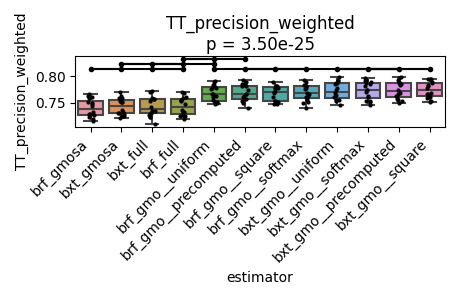 TT_precision_weighted
p = 3.50e-25
TT_precision_weighted
0.80
0.75
brf_gmosa
bxt_gmosa
bxt_full
brf_full
brf_gmo__uniform
brf_gmo__precomputed
brf_gmo__square
brf_gmo__softmax
bxt_gmo__uniform
bxt_gmo__softmax
bxt_gmo__precomputed
bxt_gmo__square
estimator